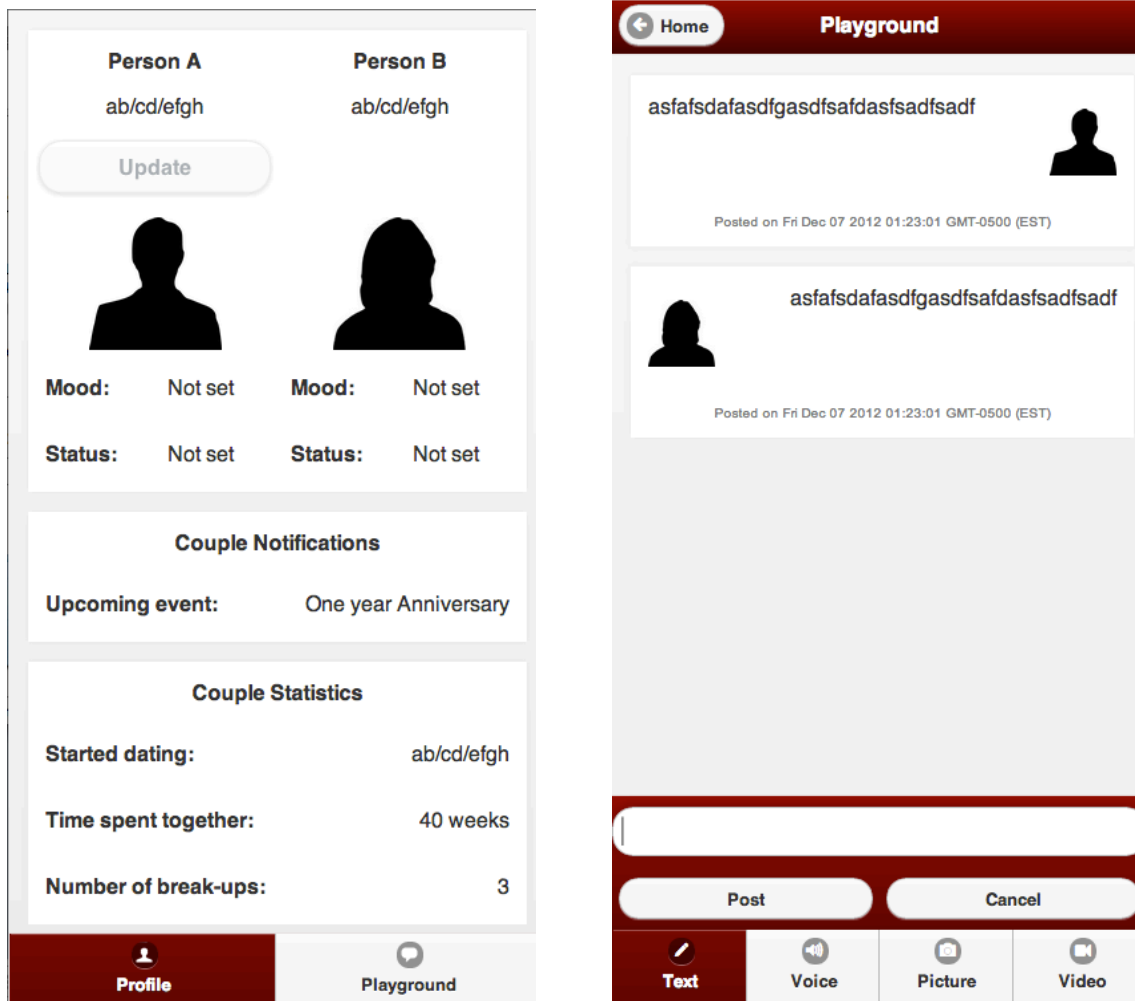 Person A Person B
ab/cd/efgh ab/cd/efgh
Update
Mood: Not set Mood: Not set
Status: Not set Status: Not set
Couple Notifications
Upcoming event: One year Anniversary
Couple Statistics
Started dating: ab/cd/efgh
Time spent together: 40 weeks
Number of break-ups: 3
Profile Playground
Home Playground
asfafsdafasdfgasdfsafdasfsadfsadf
Posted on Fri Dec 07 2012 01:23:01 GMT-0500 (EST)
asfafsdafasdfgasdfsafdasfsadfsadf
Posted on Fri Dec 07 2012 01:23:01 GMT-0500 (EST)
Post Cancel
Text Voice Picture Video